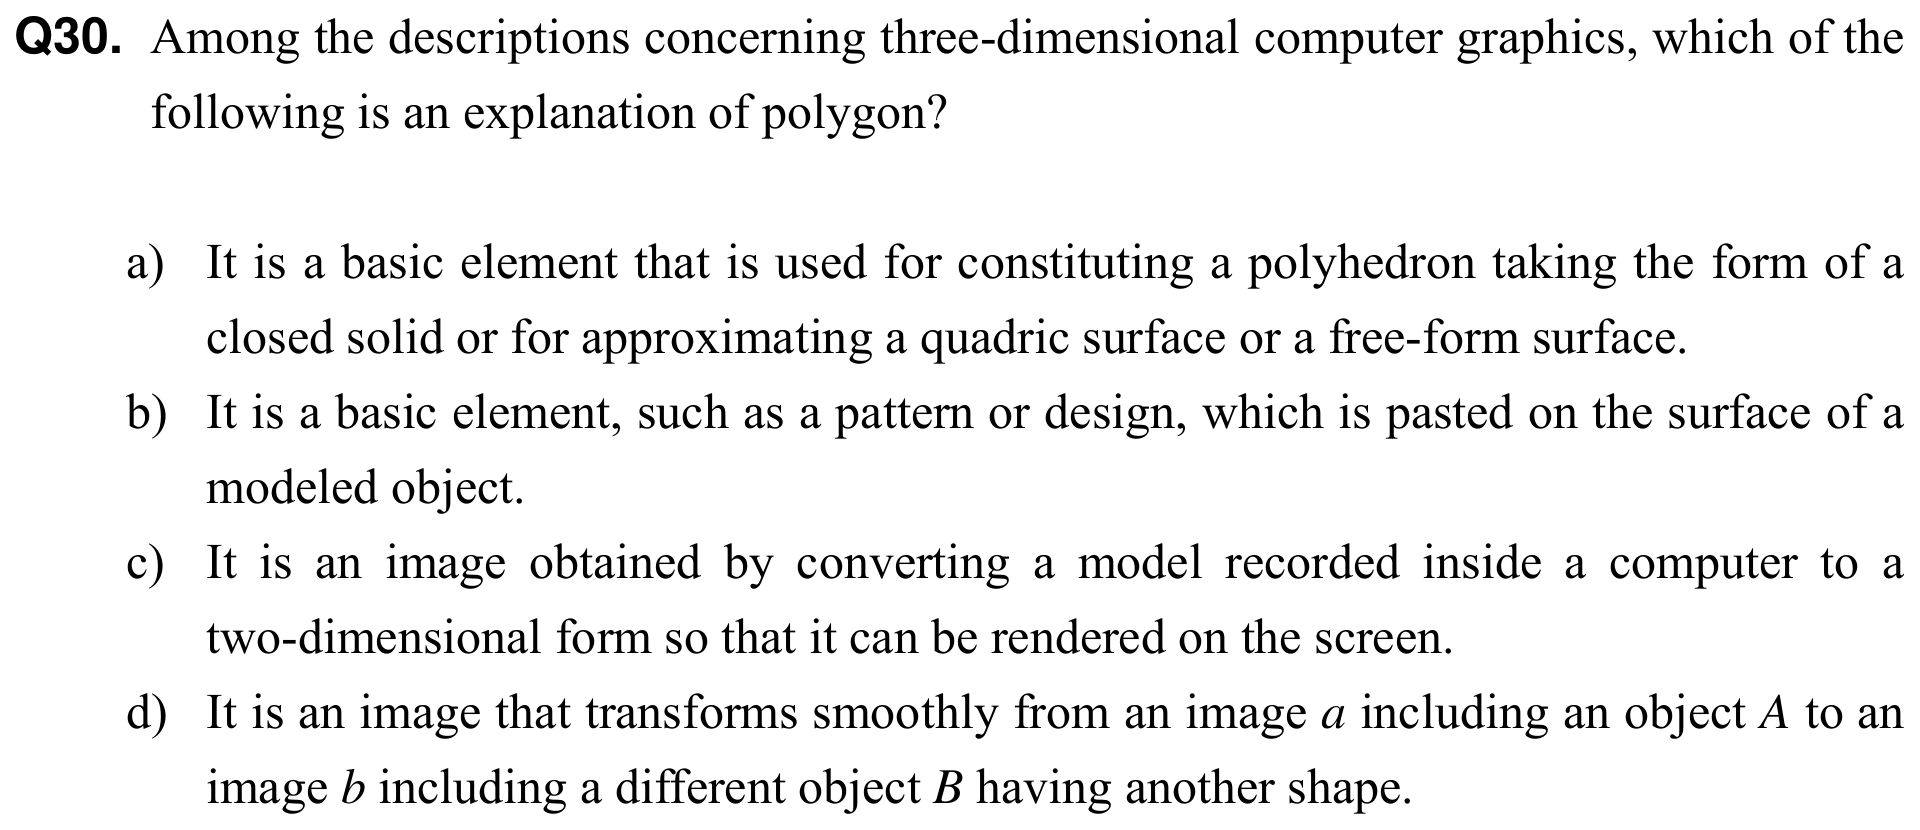 Q30. Among the descriptions concerning three-dimensional computer graphics, which of the
following is an explanation of polygon?
a) It is a basic element that is used for constituting a polyhedron taking the form of a
closed solid or for approximating a quadric surface or a free-form surface.
b) It is a basic element, such as a pattern or design, which is pasted on the surface of a
modeled object.
c) It is an image obtained by converting a model recorded inside a computer to a
two-dimensional form so that it can be rendered on the screen.
d) It is an image that transforms smoothly from an image a including an object A to an
image b including a different object B having another shape.